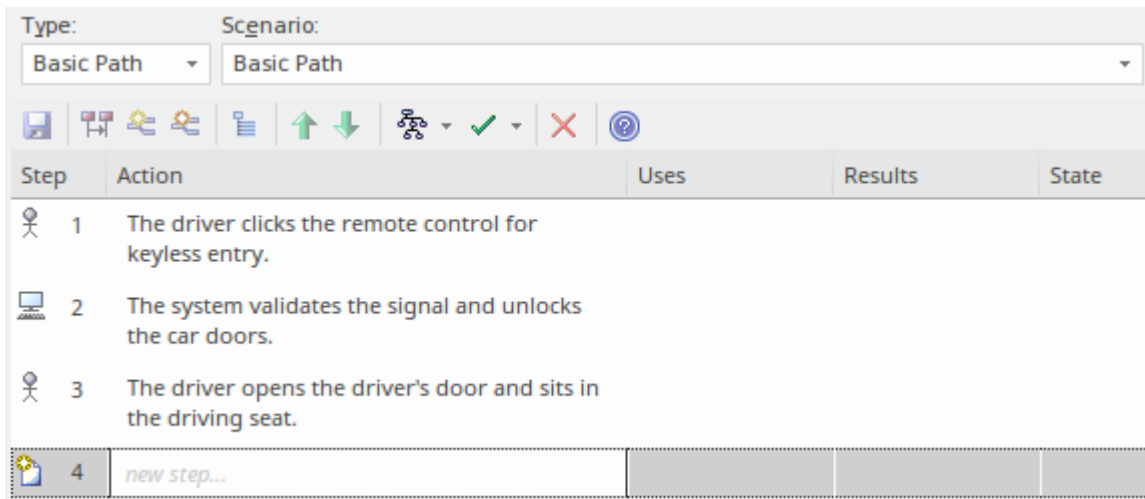 Type: Scenario:
Basic Path Basic Path
Step Action Uses Results State
1 The driver clicks the remote control for
keyless entry.
2 The system validates the signal and unlocks
the car doors.
3 The driver opens the driver's door and sits in
the driving seat.
4 new step...